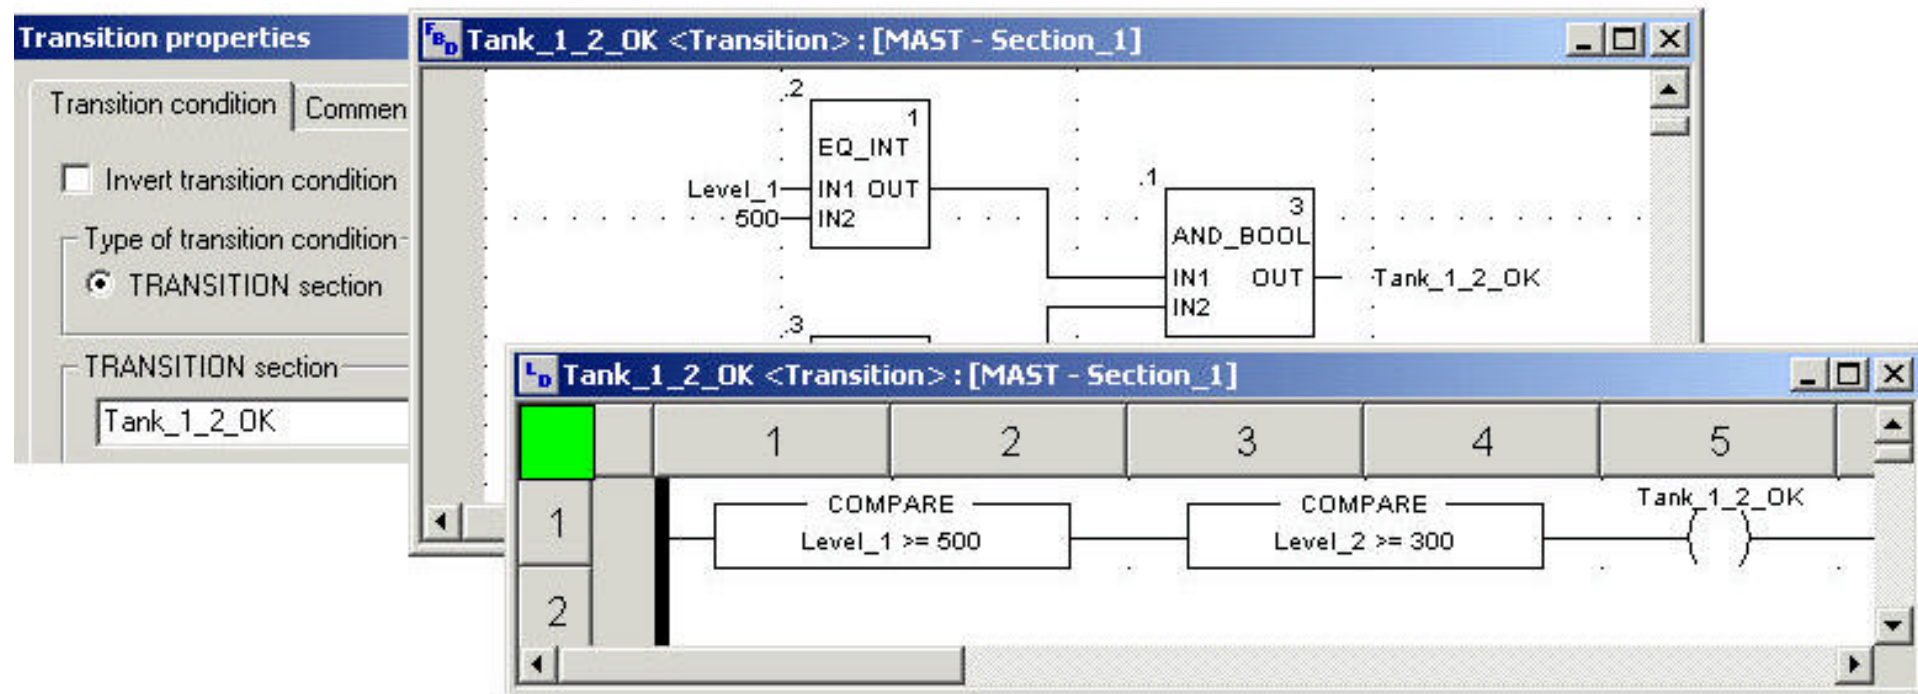 Transition properties
Transition condition
Commen
Invert transition condition
Type of transition condition
TRANSITION section
TRANSITION section
Tank_1_2_OK
FBD Tank_1_2_OK <Transition> : [MAST - Section_1]
.2
1
EQ_INT
Level_1 IN1 OUT
500 IN2
.1
3
AND_BOOL
IN1 OUT Tank_1_2_OK
IN2
.3
LD Tank_1_2_OK <Transition> : [MAST - Section_1]
1 2 3 4 5
1
COMPARE COMPARE Tank_1_2_OK
Level_1 >= 500 Level_2 >= 300
2